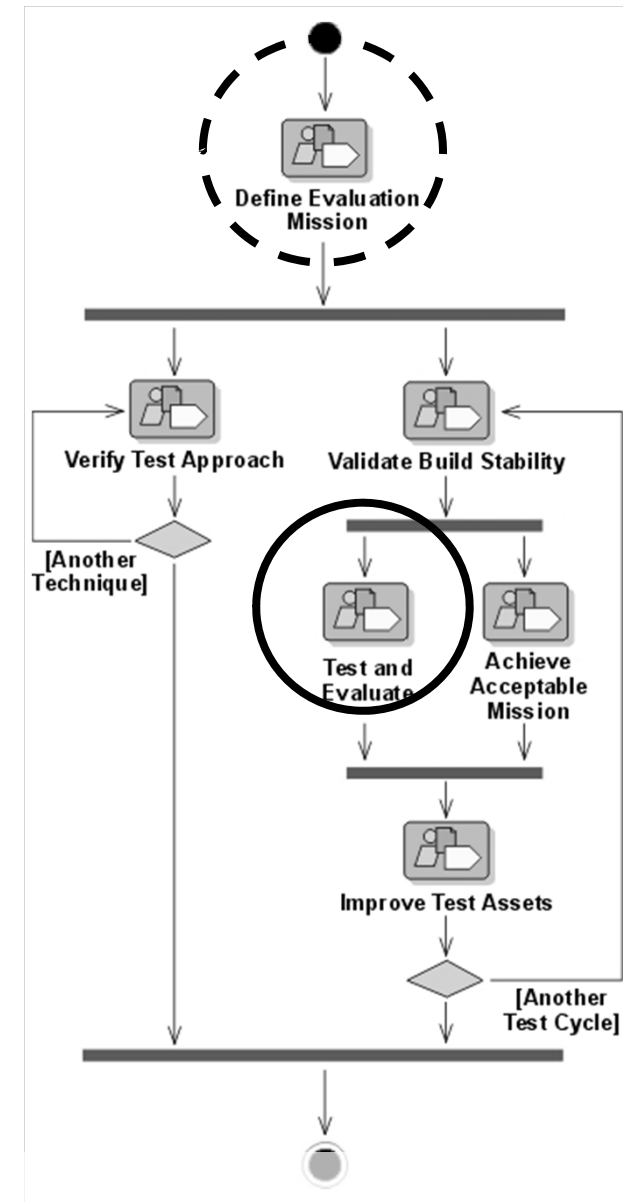 Define Evaluation
Mission
Verify Test Approach
Validate Build Stability
[Another
Technique]
Test and
Evaluate
Achieve
Acceptable
Mission
Improve Test Assets
[Another
Test Cycle]